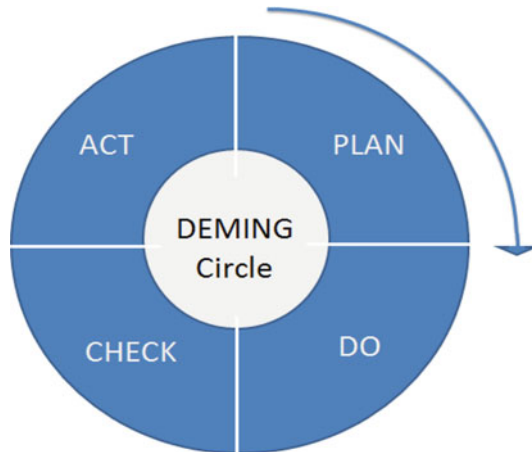 ACT
PLAN
DEMING
Circle
CHECK
DO